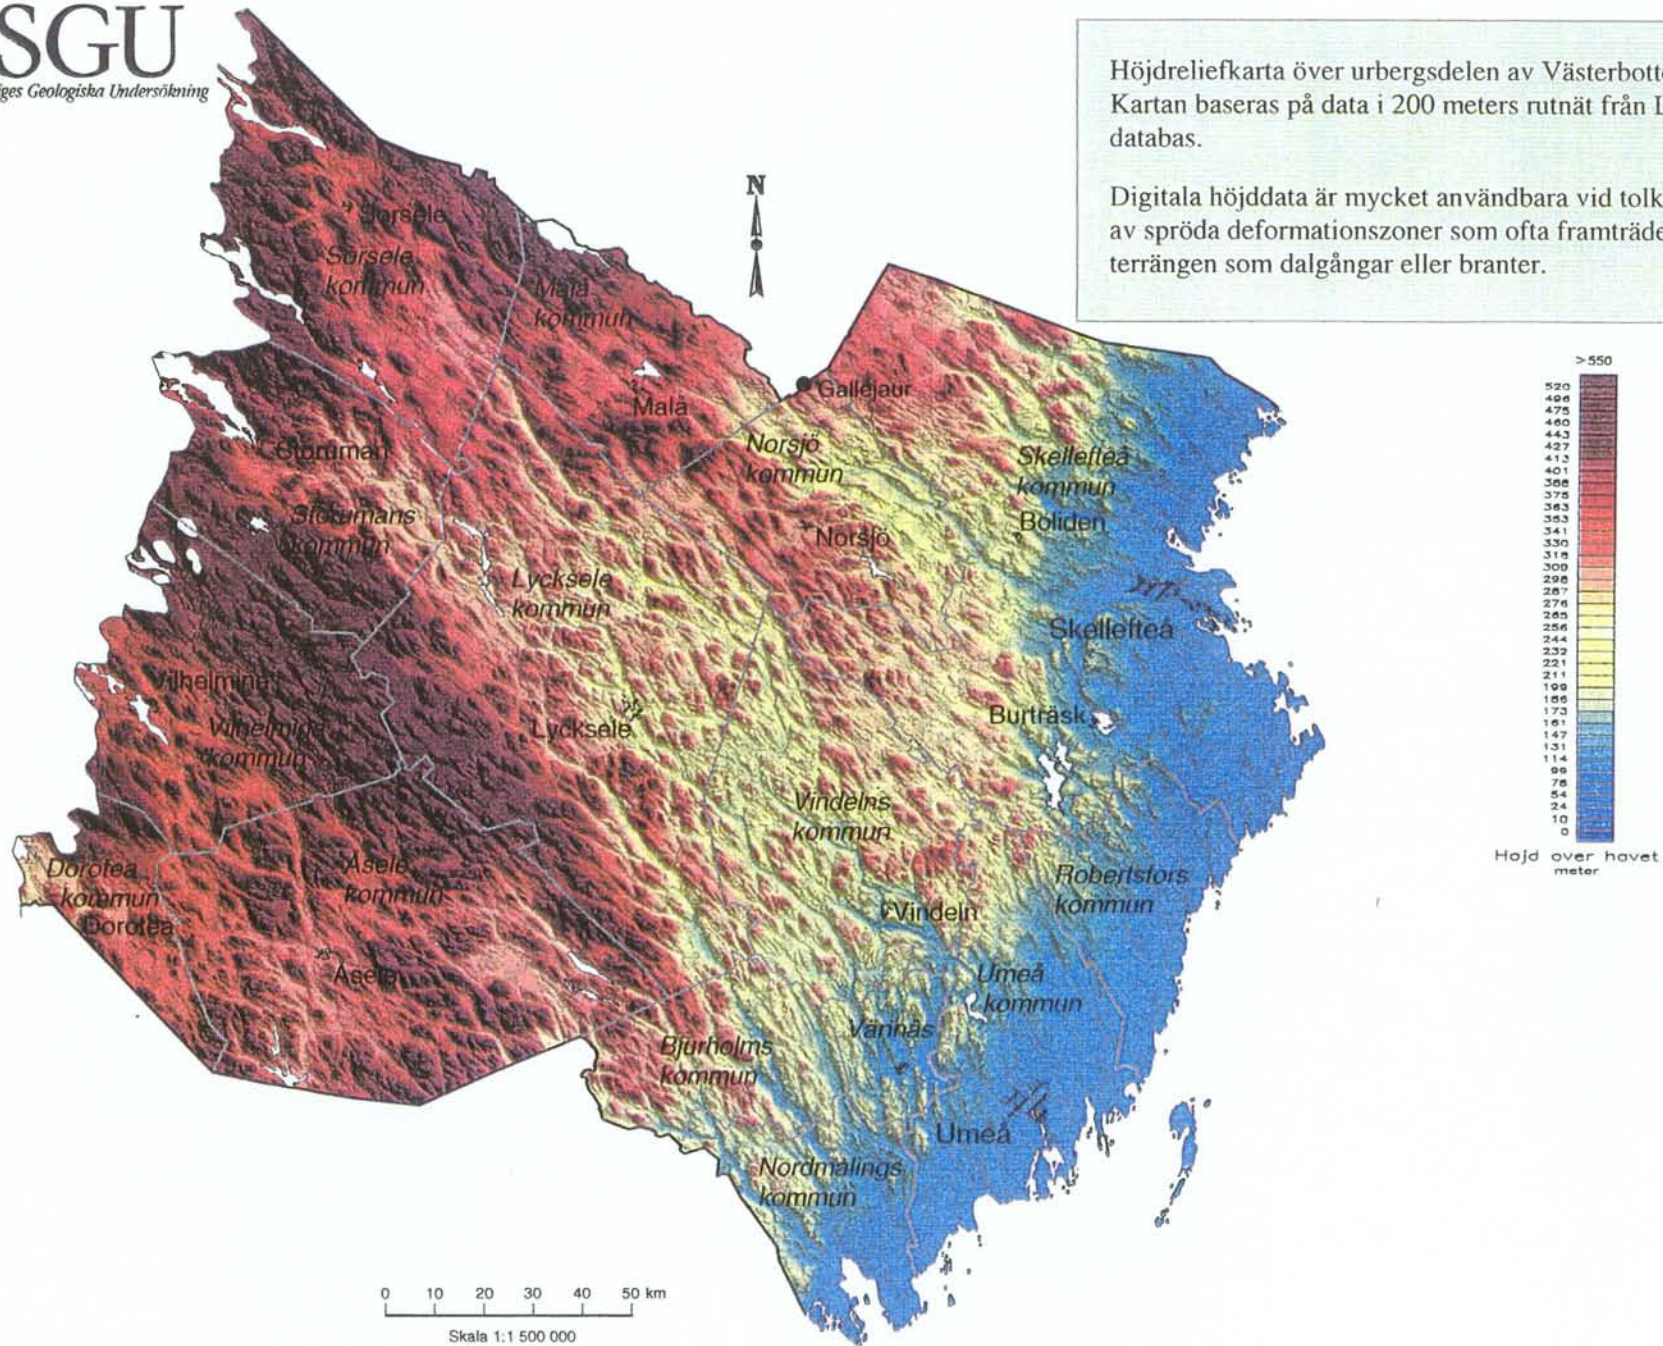 SGU
ges Geologiska Undersökning
Höjdreliefkarta över urbergsdelen av Västerbotte
Kartan baseras på data i 200 meters rutnät från L
databas.
Digitala höjddata är mycket användbara vid tolk
av spröda deformationszoner som ofta framträde
terrängen som dalgångar eller branter.
N
Sorsele
Sorsele
kommun
Malå
kommun
Gallejaur
Malå
Norsjö
kommun
Storuman
Skellefteå
kommun
Storumans
kommun
Boliden
Norsjö
Lycksele
kommun
Skellefteå
Vilhelmina
Burträsk
Vilhelmina
kommun
Lycksele
Vindelns
kommun
Dorotea
kommun
Åsele
kommun
Robertsfors
kommun
Dorotea
Vindeln
Åsele
Umeå
kommun
Vännäs
Bjurholms
kommun
Umeå
Nordmalings
kommun
>550
520
496
475
460
443
427
413
401
388
375
363
353
341
330
318
309
298
287
276
265
256
244
232
221
211
199
186
173
161
147
131
114
99
76
54
24
10
0
Hojd over havet
meter
0 10 20 30 40 50 km
Skala 1:1 500 000